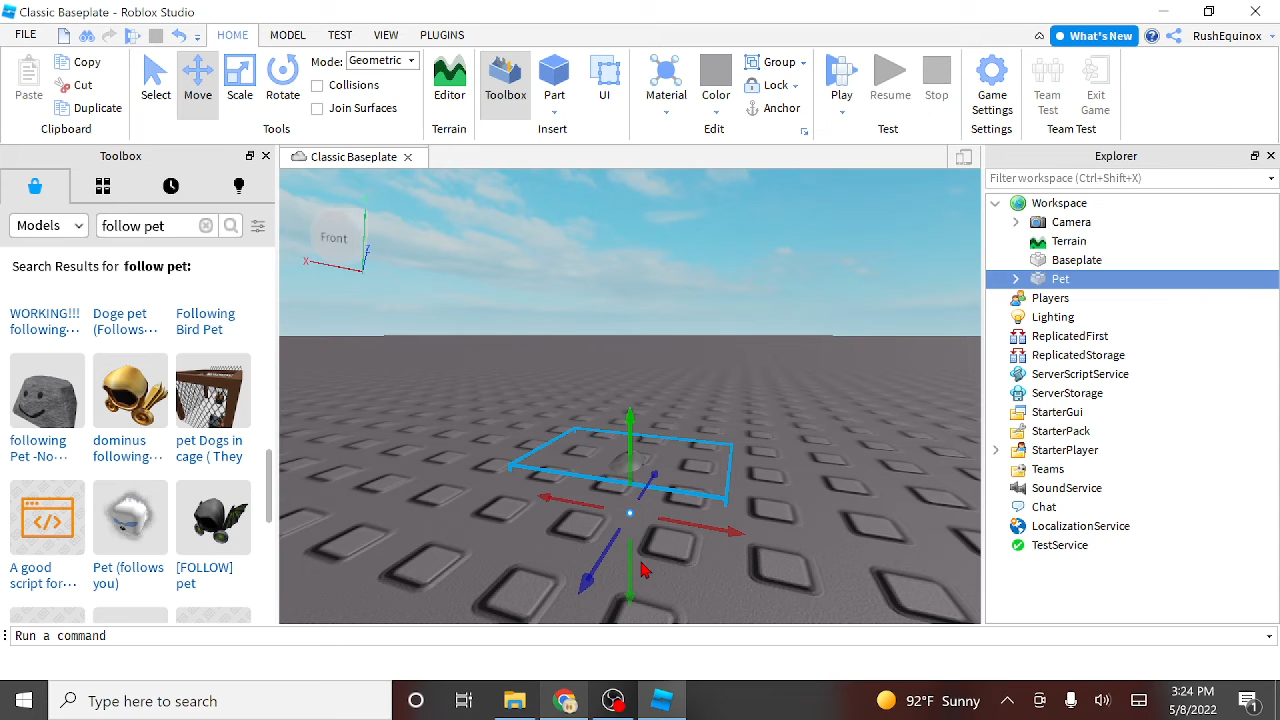 Classic Baseplate - Roblox Studio
FILE
HOME
MODEL
TEST
VIEW
PLUGINS
What's New
RushEquinox
Paste
Copy
Cut
Duplicate
Clipboard
Select
Move
Scale
Rotate
Mode: Geometric
Collisions
Join Surfaces
Tools
Editor
Terrain
Toolbox
Part
UI
Insert
Material
Color
Group
Lock
Anchor
Edit
Play
Resume
Stop
Test
Game
Settings
Settings
Team
Test
Exit
Game
Team Test
Toolbox
Models
follow pet
Search Results for follow pet:
WORKING!!!
following...
Doge pet
(Follows...
Following
Bird Pet
following
Pet -No...
dominus
following...
pet Dogs in
cage ( They
A good
script for...
Pet (follows
you)
[FOLLOW]
pet
Classic Baseplate
Front
X
Z
Explorer
Filter workspace (Ctrl+Shift+X)
Workspace
Camera
Terrain
Baseplate
Pet
Players
Lighting
ReplicatedFirst
ReplicatedStorage
ServerScriptService
ServerStorage
StarterGui
StarterPack
StarterPlayer
Teams
SoundService
Chat
LocalizationService
TestService
Run a command
Type here to search
92°F Sunny
3:24 PM
5/8/2022
1